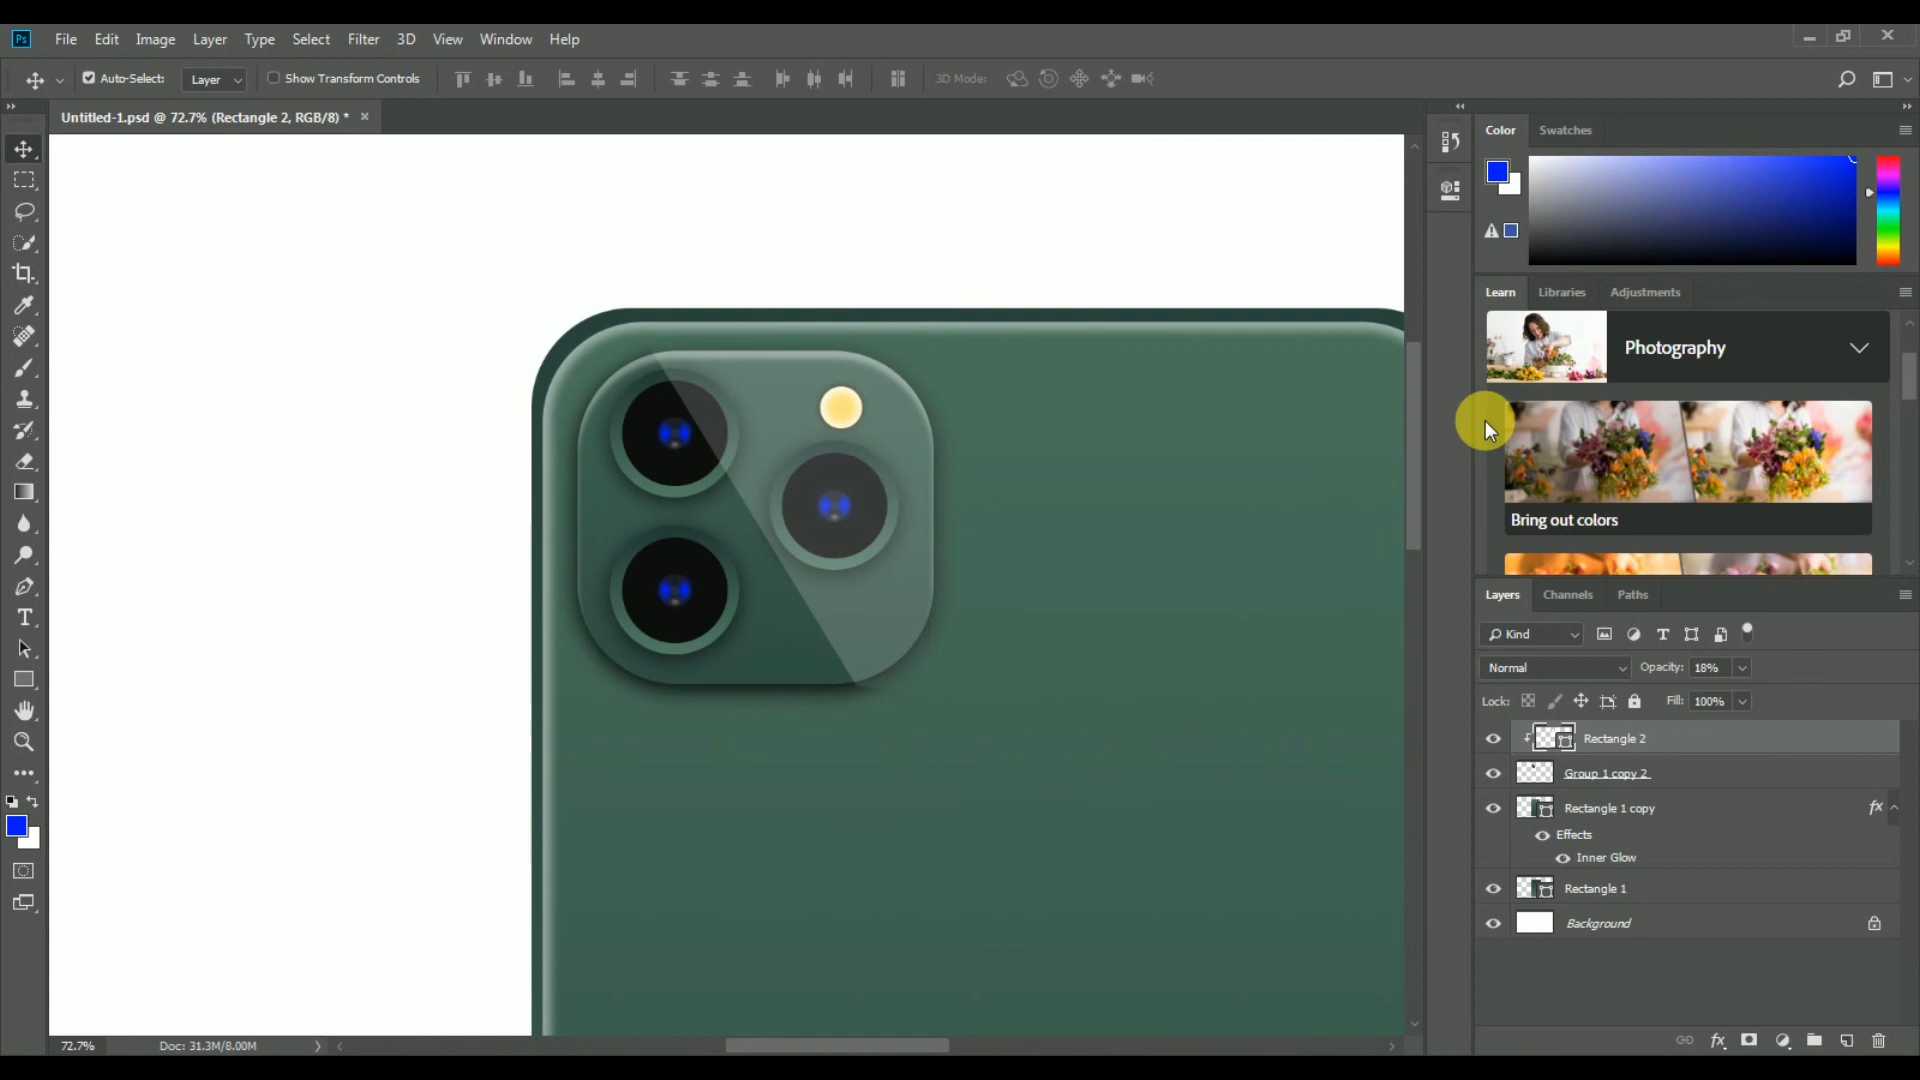 Ps File Edit Image Layer Type Select Filter 3D View Window Help
Auto-Select: Layer Show Transform Controls 3D Mode:
Untitled-1.psd @ 72.7% (Rectangle 2, RGB/8) * ×
Color Swatches
Learn Libraries Adjustments
Photography
Bring out colors
Layers Channels Paths
Kind
Normal Opacity: 18%
Lock: Fill: 100%
Rectangle 2
Group 1 copy 2
Rectangle 1 copy fx
Effects
Inner Glow
Rectangle 1
Background
72.7% Doc: 31.3M/8.00M
fx